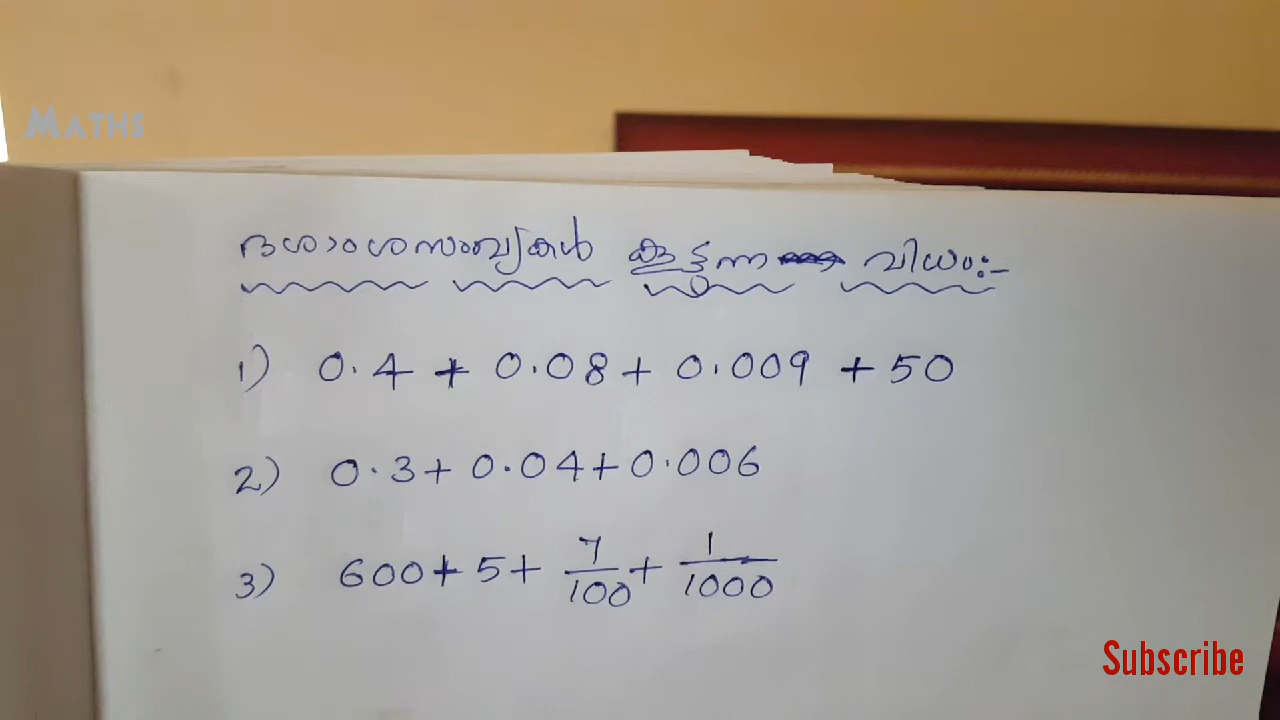 MATHS
ദശാംശസംഖ്യകൾ കൂട്ടുന്ന വിധം:-
1) 0.4 + 0.08 + 0.009 + 50
2) 0.3 + 0.04 + 0.006
3) 600 + 5 + 7/100 + 1/1000
Subscribe